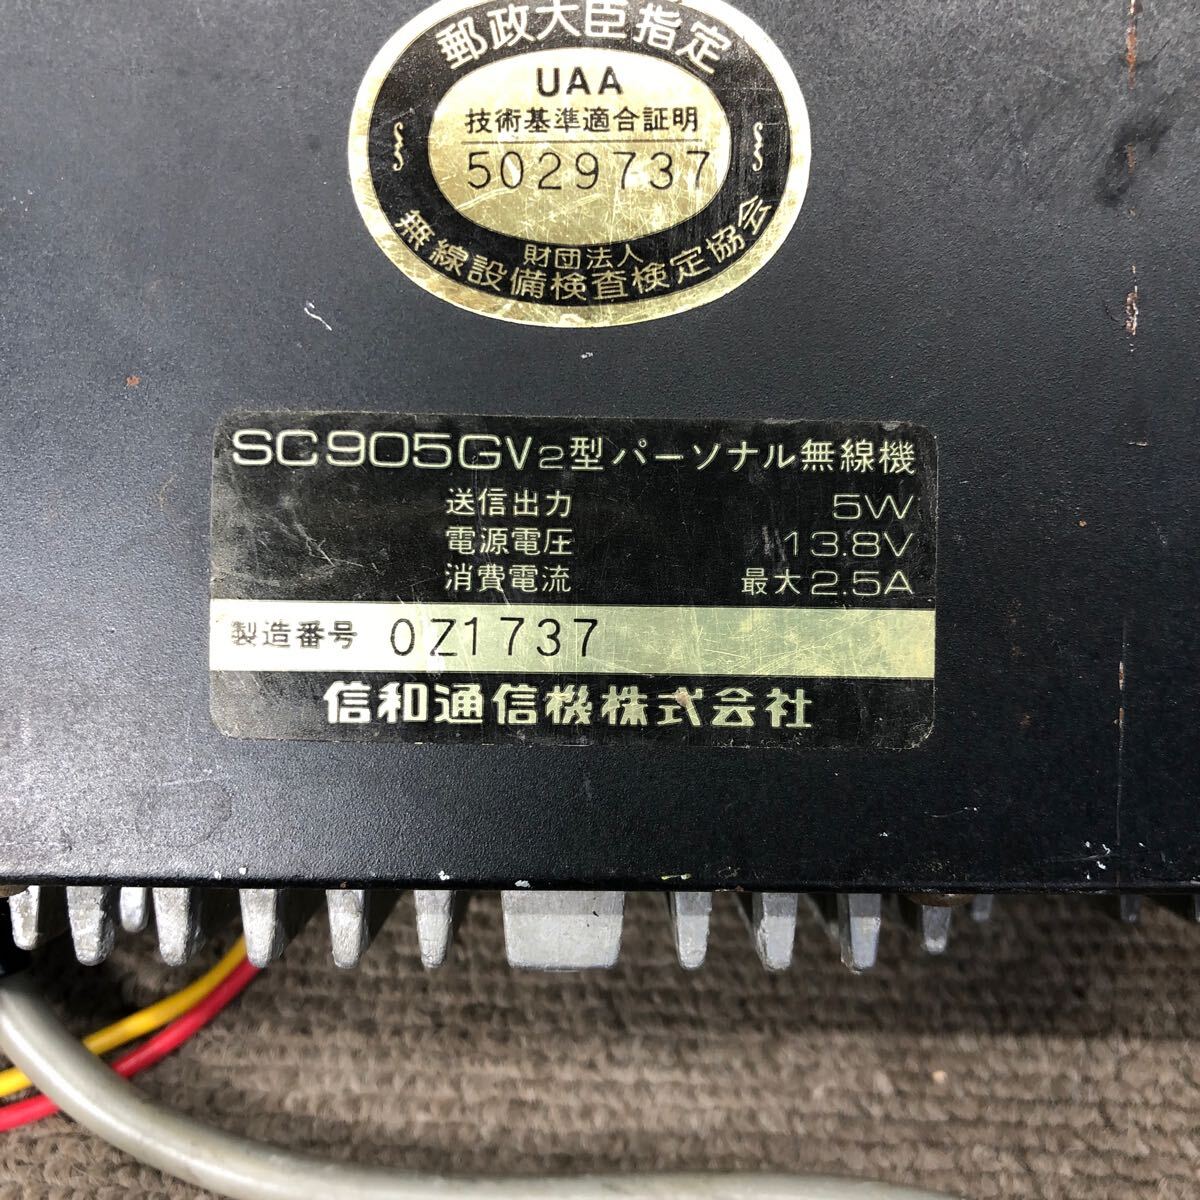 郵政大臣指定
UAA
技術基準適合証明
5029737
財団法人
無線設備検査検定協会
SC905GV2型パーソナル無線機
送信出力 5W
電源電圧 13.8V
消費電流 最大2.5A
製造番号 0Z1737
信和通信機株式会社